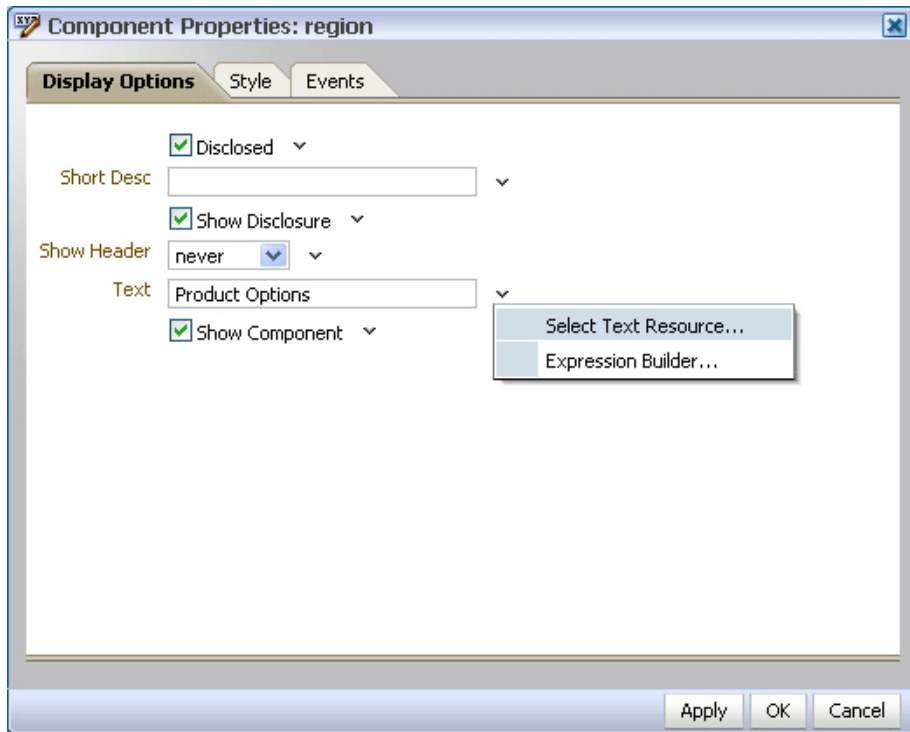 Component Properties: region
Display Options Style Events
Disclosed
Short Desc
Show Disclosure
Show Header never
Text Product Options
Select Text Resource...
Show Component
Expression Builder...
Apply OK Cancel